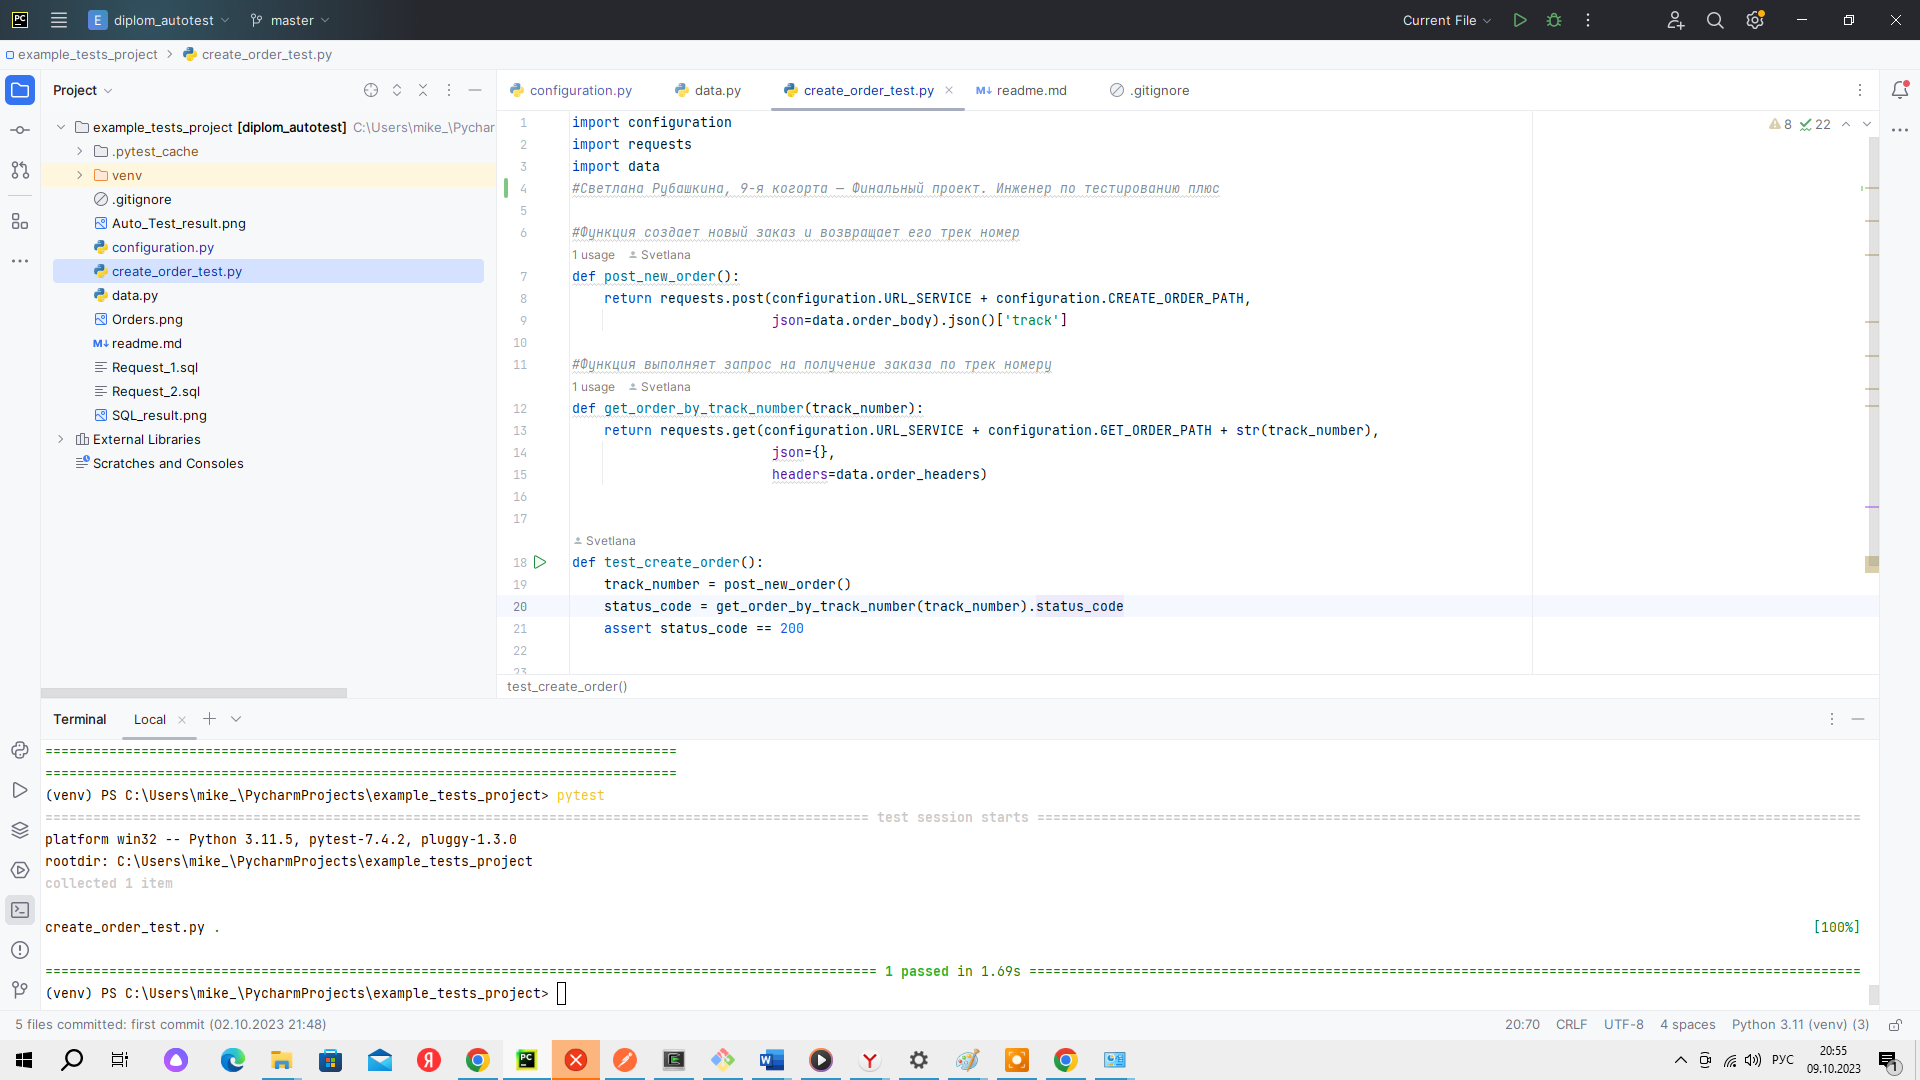 PC
E diplom_autotest master Current File
example_tests_project > create_order_test.py
Project
example_tests_project [diplom_autotest] C:\Users\mike_\Pychar
.pytest_cache
venv
.gitignore
Auto_Test_result.png
configuration.py
create_order_test.py
data.py
Orders.png
M↓ readme.md
Request_1.sql
Request_2.sql
SQL_result.png
External Libraries
Scratches and Consoles
configuration.py data.py create_order_test.py M↓ readme.md .gitignore
8 22
1 import configuration
2 import requests
3 import data
4 #Светлана Рубашкина, 9-я когорта — Финальный проект. Инженер по тестированию плюс
5
6 #Функция создает новый заказ и возвращает его трек номер
1 usage Svetlana
7 def post_new_order():
8 return requests.post(configuration.URL_SERVICE + configuration.CREATE_ORDER_PATH,
9 json=data.order_body).json()['track']
10
11 #Функция выполняет запрос на получение заказа по трек номеру
1 usage Svetlana
12 def get_order_by_track_number(track_number):
13 return requests.get(configuration.URL_SERVICE + configuration.GET_ORDER_PATH + str(track_number),
14 json={},
15 headers=data.order_headers)
16
17
Svetlana
18 def test_create_order():
19 track_number = post_new_order()
20 status_code = get_order_by_track_number(track_number).status_code
21 assert status_code == 200
22
23
test_create_order()
Terminal Local
===============================================================================
===============================================================================
(venv) PS C:\Users\mike_\PycharmProjects\example_tests_project> pytest
======================================================================================================= test session starts =======================================================================================================
platform win32 -- Python 3.11.5, pytest-7.4.2, pluggy-1.3.0
rootdir: C:\Users\mike_\PycharmProjects\example_tests_project
collected 1 item
create_order_test.py . [100%]
======================================================================================================== 1 passed in 1.69s ========================================================================================================
(venv) PS C:\Users\mike_\PycharmProjects\example_tests_project>
5 files committed: first commit (02.10.2023 21:48) 20:70 CRLF UTF-8 4 spaces Python 3.11 (venv) (3)
РУС 20:55
09.10.2023
1